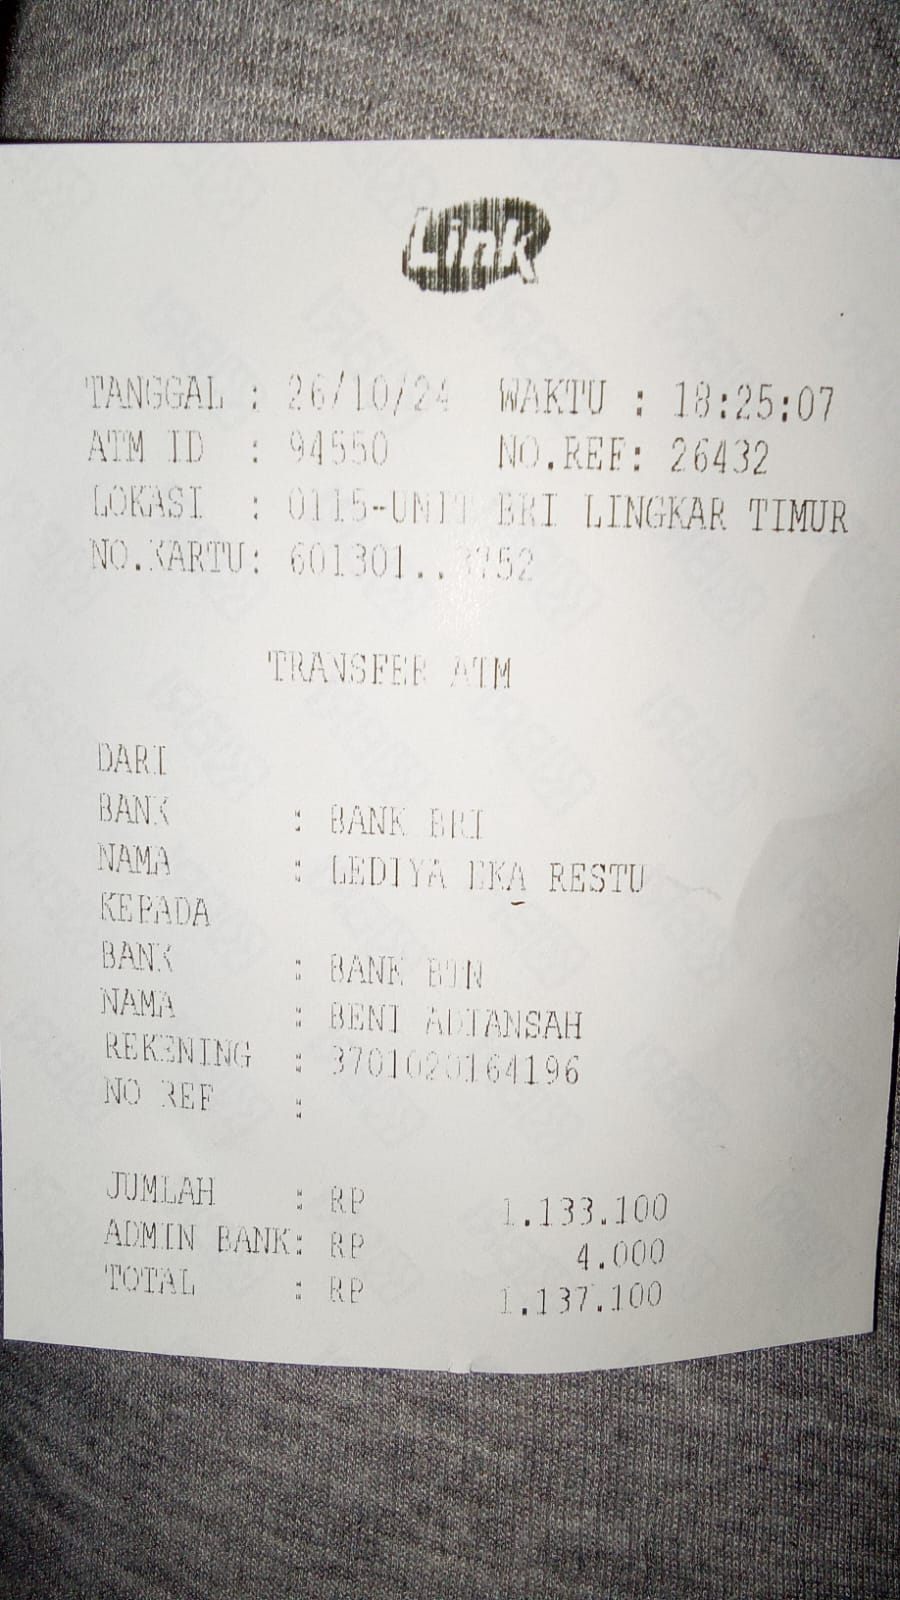 Link
TANGGAL : 26/10/24 WAKTU : 18:25:07
ATM ID : 94550 NO.REF: 26432
LOKASI : 0115-UNIT BRI LINGKAR TIMUR
NO.KARTU: 601301..3752
TRANSFER ATM
DARI
BANK : BANK BRI
NAMA : LEDIYA EKA RESTU
KEPADA
BANK : BANK BTN
NAMA : BENI ADIANSAH
REKENING : 3701020164196
NO REF :
JUMLAH : RP 1.133.100
ADMIN BANK: RP 4.000
TOTAL : RP 1.137.100